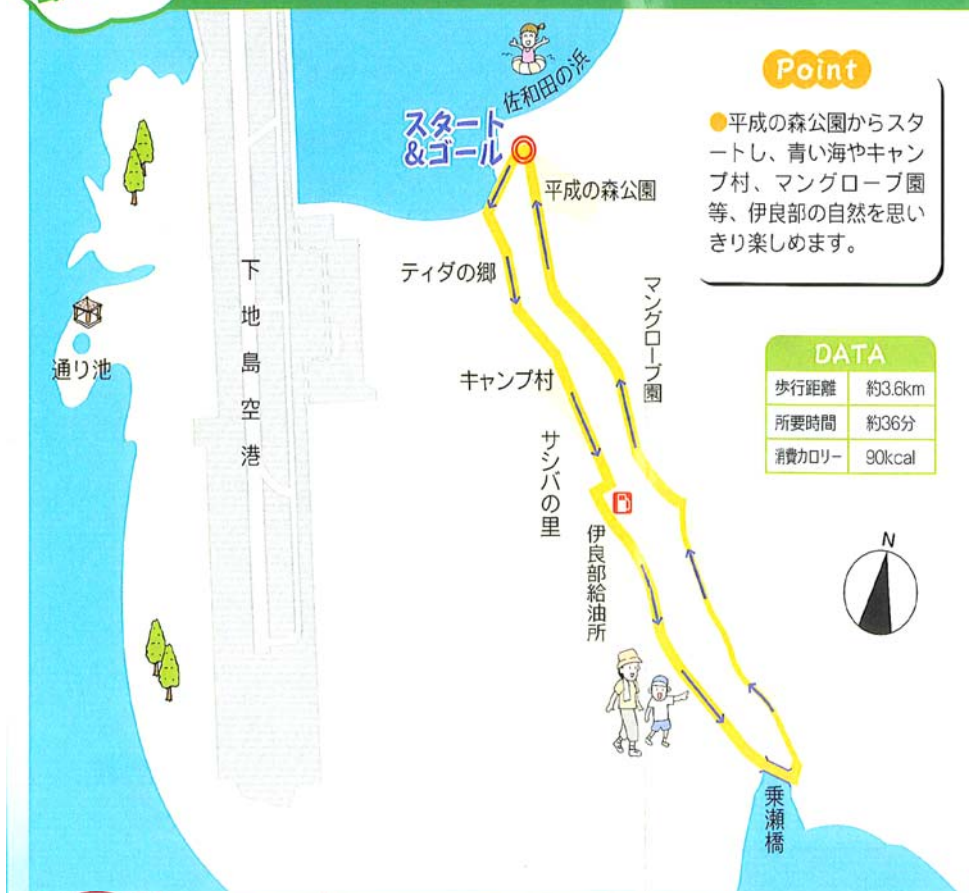 佐和田の浜
スタート
&ゴール
平成の森公園
ティダの郷
マングローブ園
キャンプ村
サシバの里
伊良部給油所
乗瀬橋
下地島空港
通り池
Point
●平成の森公園からスタ
ートし、青い海やキャン
プ村、マングローブ園
等、伊良部の自然を思い
きり楽しめます。
DATA
歩行距離 約3.6km
所要時間 約36分
消費カロリー 90kcal
N